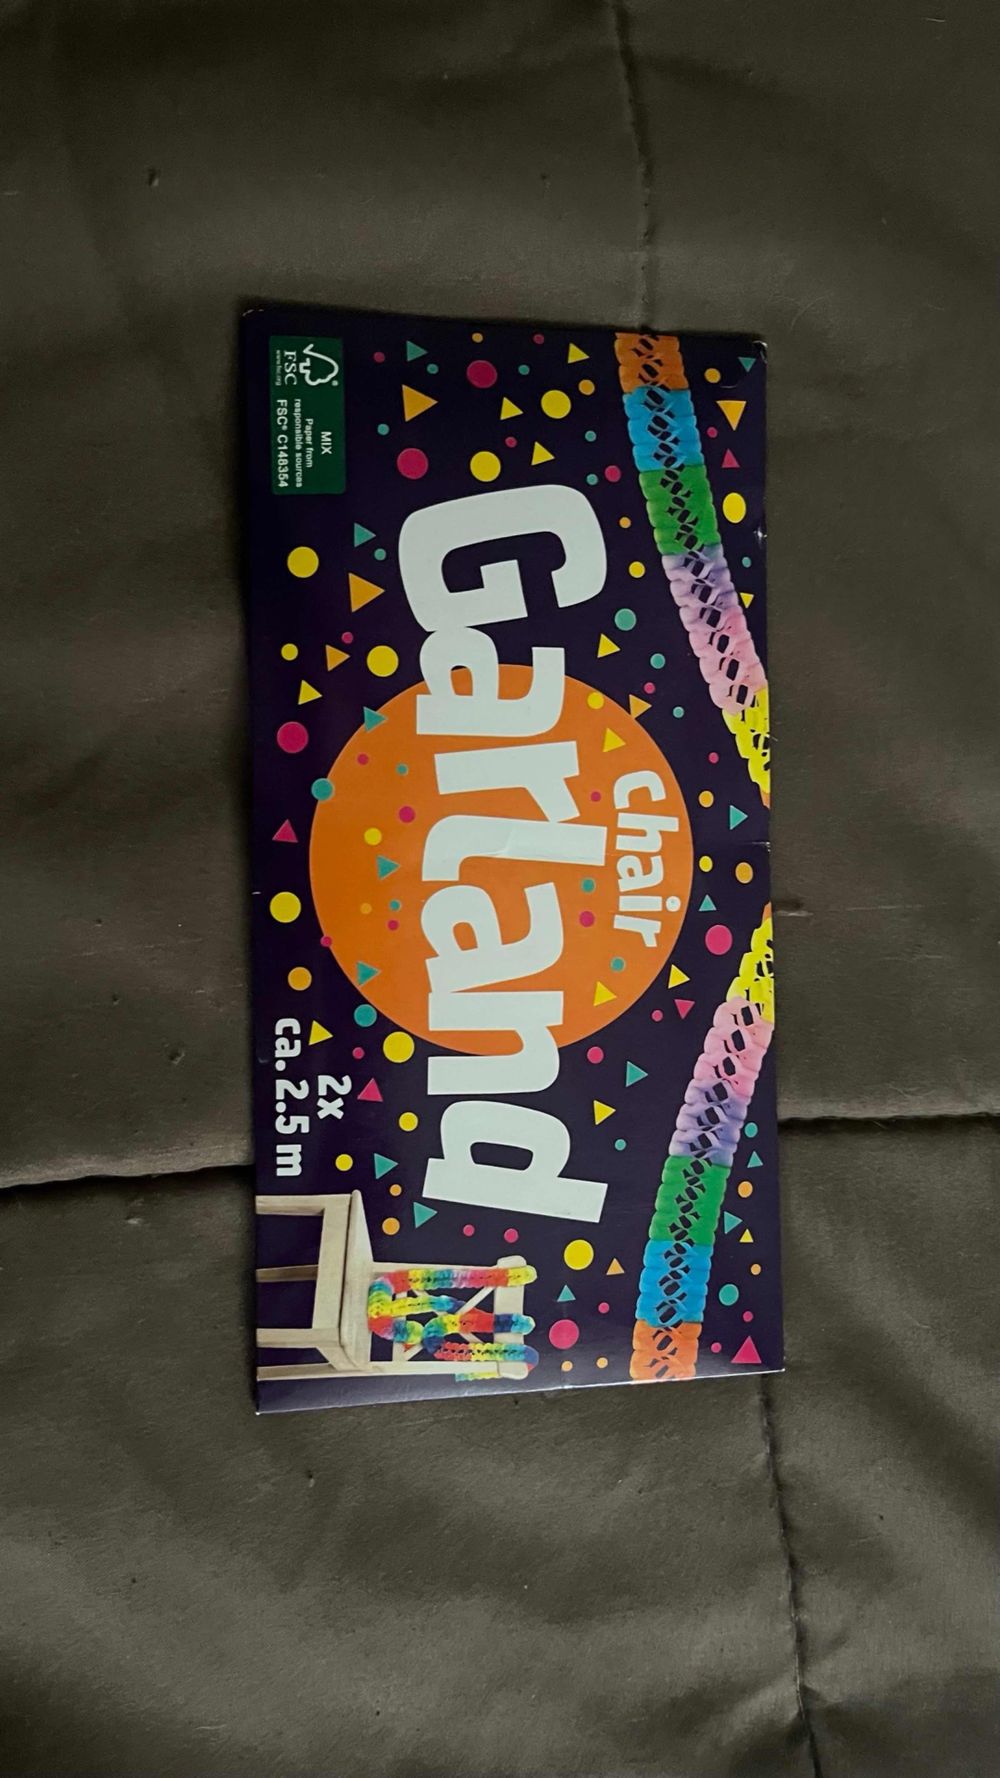 chair
Garland
2x
ca. 2.5 m
FSC
www.fsc.org
MIX
Paper from
responsible sources
FSC® C148354